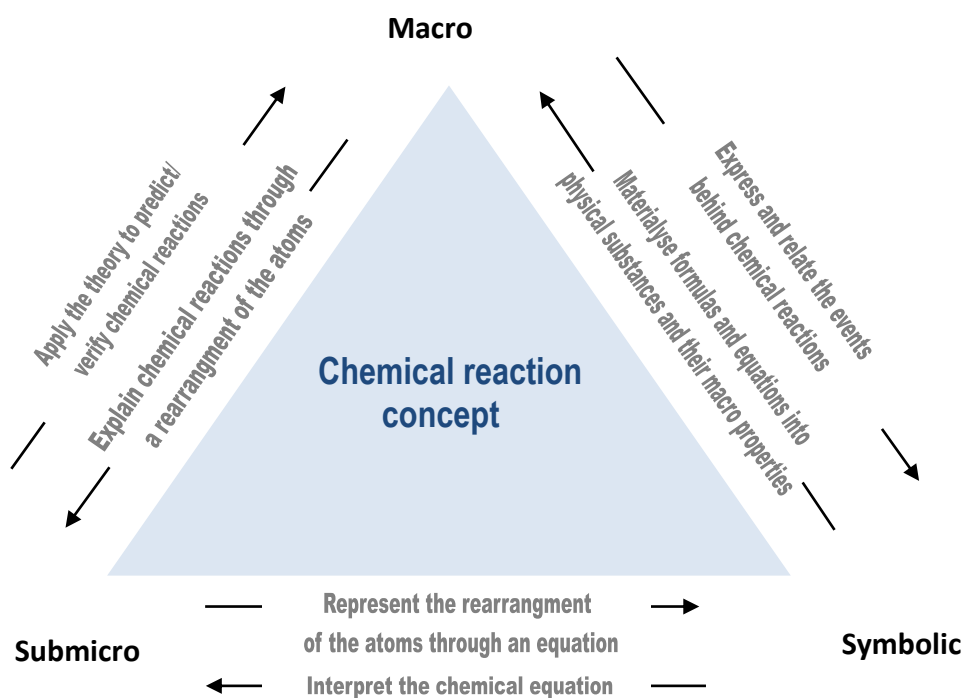 Macro
Apply the theory to predict/
verify chemical reactions
Explain chemical reactions through
a rearrangment of the atoms
Express and relate the events
behind chemical reactions
Materialyse formulas and equations into
physical substances and their macro properties
Chemical reaction
concept
Submicro
Represent the rearrangment
of the atoms through an equation
Interpret the chemical equation
Symbolic